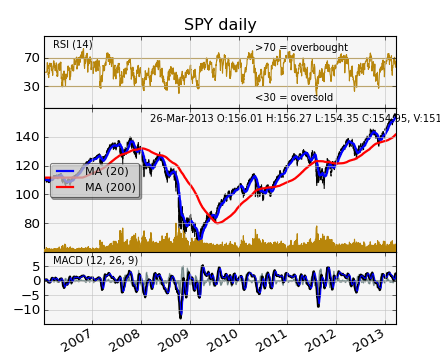 SPY daily
RSI (14)
>70 = overbought
70
30
<30 = oversold
26-Mar-2013 O:156.01 H:156.27 L:154.35 C:154.95, V:151
140
120
100
80
60
MA (20)
MA (200)
MACD (12, 26, 9)
5
0
−5
−10
2007
2008
2009
2010
2011
2012
2013